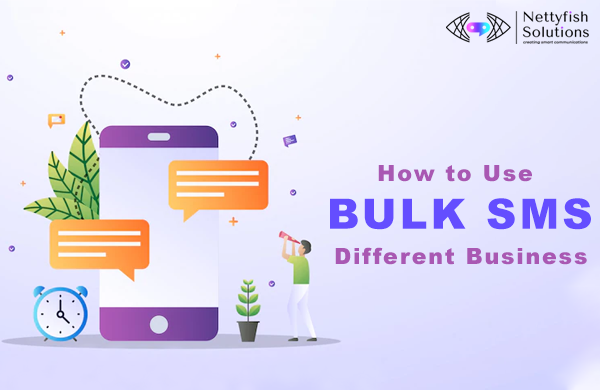 Nettyfish
Solutions
creating smart communications
How to Use
BULK SMS
Different Business